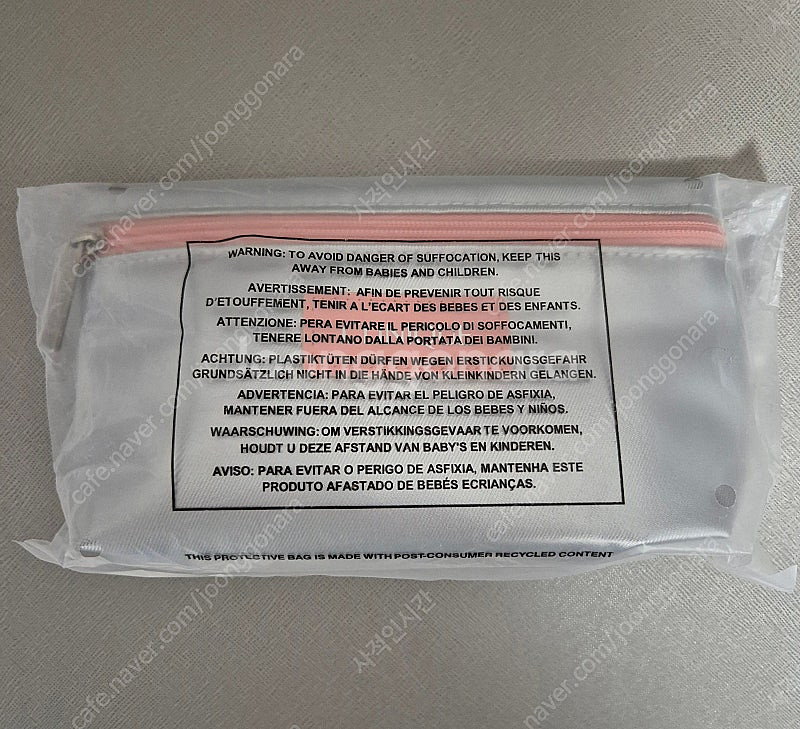 WARNING: TO AVOID DANGER OF SUFFOCATION, KEEP THIS
AWAY FROM BABIES AND CHILDREN.
AVERTISSEMENT: AFIN DE PREVENIR TOUT RISQUE
D'ETOUFFEMENT, TENIR A L'ECART DES BEBES ET DES ENFANTS.
ATTENZIONE: PERA EVITARE IL PERICOLO DI SOFFOCAMENTI,
TENERE LONTANO DALLA PORTATA DEI BAMBINI.
ACHTUNG: PLASTIKTÜTEN DÜRFEN WEGEN ERSTICKUNGSGEFAHR
GRUNDSÄTZLICH NICHT IN DIE HÄNDE VON KLEINKINDERN GELANGEN.
ADVERTENCIA: PARA EVITAR EL PELIGRO DE ASFIXIA,
MANTENER FUERA DEL ALCANCE DE LOS BEBES Y NIÑOS.
WAARSCHUWING: OM VERSTIKKINGSGEVAAR TE VOORKOMEN,
HOUDT U DEZE AFSTAND VAN BABY'S EN KINDEREN.
AVISO: PARA EVITAR O PERIGO DE ASFIXIA, MANTENHA ESTE
PRODUTO AFASTADO DE BEBÉS ECRIANÇAS.
THIS PROTECTIVE BAG IS MADE WITH POST-CONSUMER RECYCLED CONTENT
cafe.naver.com/joonggonara
사적인시간